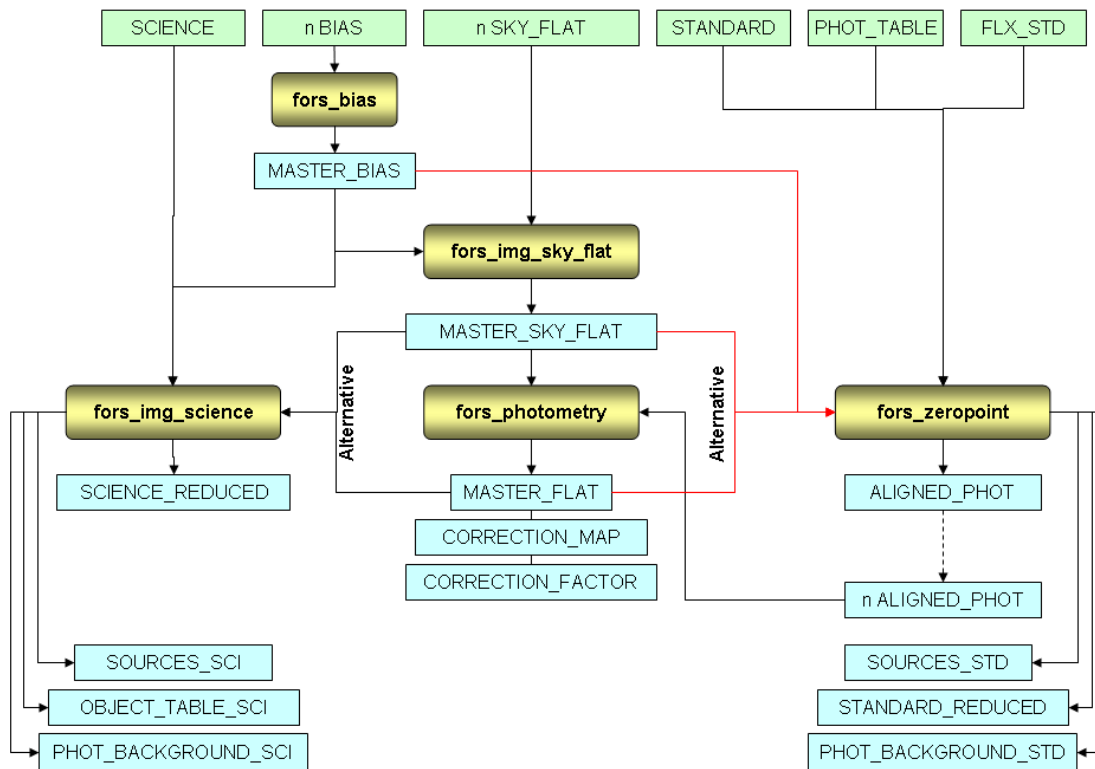 SCIENCE
n BIAS
n SKY_FLAT
STANDARD
PHOT_TABLE
FLX_STD
fors_bias
MASTER_BIAS
fors_img_sky_flat
MASTER_SKY_FLAT
Alternative
Alternative
fors_img_science
fors_photometry
fors_zeropoint
SCIENCE_REDUCED
MASTER_FLAT
ALIGNED_PHOT
CORRECTION_MAP
CORRECTION_FACTOR
n ALIGNED_PHOT
SOURCES_SCI
SOURCES_STD
OBJECT_TABLE_SCI
STANDARD_REDUCED
PHOT_BACKGROUND_SCI
PHOT_BACKGROUND_STD